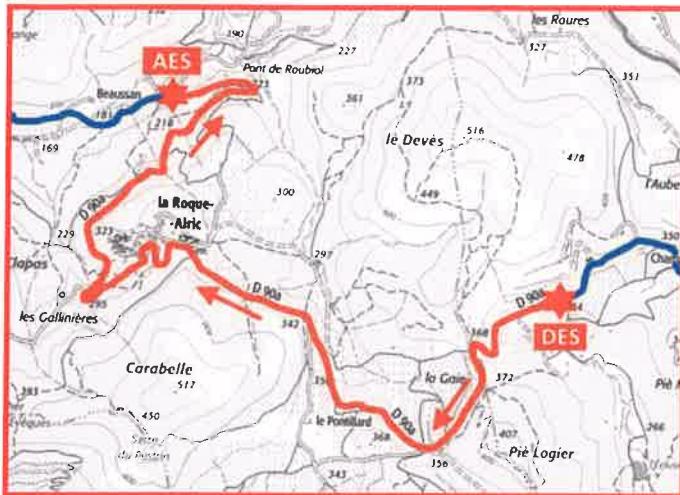 les Roures
390
227
327
AES
Pont de Roubiol
373
351
Beaussan
361
181
218
le Devès
516
169
478
449
300
l'Aube
La Roque-
-Alric
D 90a
323
229
297
350
Clapas
Cha
295
D 90a
les Gallinières
342
DES
368
Carabelle
la Gaie
372
517
383
le Pontillard
D 90a
407
450
368
Piè Logier
356
343
266